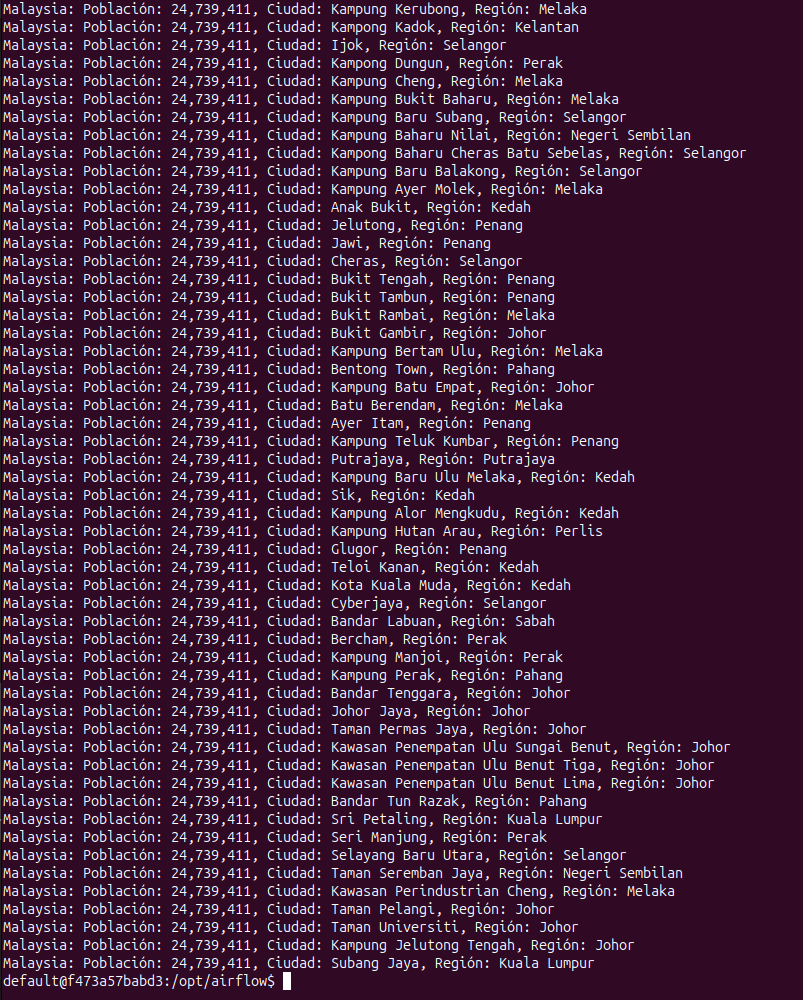 Malaysia: Población: 24,739,411, Ciudad: Kampung Kerubong, Región: Melaka
Malaysia: Población: 24,739,411, Ciudad: Kampong Kadok, Región: Kelantan
Malaysia: Población: 24,739,411, Ciudad: Ijok, Región: Selangor
Malaysia: Población: 24,739,411, Ciudad: Kampong Dungun, Región: Perak
Malaysia: Población: 24,739,411, Ciudad: Kampung Cheng, Región: Melaka
Malaysia: Población: 24,739,411, Ciudad: Kampung Bukit Baharu, Región: Melaka
Malaysia: Población: 24,739,411, Ciudad: Kampung Baru Subang, Región: Selangor
Malaysia: Población: 24,739,411, Ciudad: Kampung Baharu Nilai, Región: Negeri Sembilan
Malaysia: Población: 24,739,411, Ciudad: Kampong Baharu Cheras Batu Sebelas, Región: Selangor
Malaysia: Población: 24,739,411, Ciudad: Kampung Baru Balakong, Región: Selangor
Malaysia: Población: 24,739,411, Ciudad: Kampung Ayer Molek, Región: Melaka
Malaysia: Población: 24,739,411, Ciudad: Anak Bukit, Región: Kedah
Malaysia: Población: 24,739,411, Ciudad: Jelutong, Región: Penang
Malaysia: Población: 24,739,411, Ciudad: Jawi, Región: Penang
Malaysia: Población: 24,739,411, Ciudad: Cheras, Región: Selangor
Malaysia: Población: 24,739,411, Ciudad: Bukit Tengah, Región: Penang
Malaysia: Población: 24,739,411, Ciudad: Bukit Tambun, Región: Penang
Malaysia: Población: 24,739,411, Ciudad: Bukit Rambai, Región: Melaka
Malaysia: Población: 24,739,411, Ciudad: Bukit Gambir, Región: Johor
Malaysia: Población: 24,739,411, Ciudad: Kampung Bertam Ulu, Región: Melaka
Malaysia: Población: 24,739,411, Ciudad: Bentong Town, Región: Pahang
Malaysia: Población: 24,739,411, Ciudad: Kampung Batu Empat, Región: Johor
Malaysia: Población: 24,739,411, Ciudad: Batu Berendam, Región: Melaka
Malaysia: Población: 24,739,411, Ciudad: Ayer Itam, Región: Penang
Malaysia: Población: 24,739,411, Ciudad: Kampung Teluk Kumbar, Región: Penang
Malaysia: Población: 24,739,411, Ciudad: Putrajaya, Región: Putrajaya
Malaysia: Población: 24,739,411, Ciudad: Kampung Baru Ulu Melaka, Región: Kedah
Malaysia: Población: 24,739,411, Ciudad: Sik, Región: Kedah
Malaysia: Población: 24,739,411, Ciudad: Kampung Alor Mengkudu, Región: Kedah
Malaysia: Población: 24,739,411, Ciudad: Kampung Hutan Arau, Región: Perlis
Malaysia: Población: 24,739,411, Ciudad: Glugor, Región: Penang
Malaysia: Población: 24,739,411, Ciudad: Teloi Kanan, Región: Kedah
Malaysia: Población: 24,739,411, Ciudad: Kota Kuala Muda, Región: Kedah
Malaysia: Población: 24,739,411, Ciudad: Cyberjaya, Región: Selangor
Malaysia: Población: 24,739,411, Ciudad: Bandar Labuan, Región: Sabah
Malaysia: Población: 24,739,411, Ciudad: Bercham, Región: Perak
Malaysia: Población: 24,739,411, Ciudad: Kampung Manjoi, Región: Perak
Malaysia: Población: 24,739,411, Ciudad: Kampung Perak, Región: Pahang
Malaysia: Población: 24,739,411, Ciudad: Bandar Tenggara, Región: Johor
Malaysia: Población: 24,739,411, Ciudad: Johor Jaya, Región: Johor
Malaysia: Población: 24,739,411, Ciudad: Taman Permas Jaya, Región: Johor
Malaysia: Población: 24,739,411, Ciudad: Kawasan Penempatan Ulu Sungai Benut, Región: Johor
Malaysia: Población: 24,739,411, Ciudad: Kawasan Penempatan Ulu Benut Tiga, Región: Johor
Malaysia: Población: 24,739,411, Ciudad: Kawasan Penempatan Ulu Benut Lima, Región: Johor
Malaysia: Población: 24,739,411, Ciudad: Bandar Tun Razak, Región: Pahang
Malaysia: Población: 24,739,411, Ciudad: Sri Petaling, Región: Kuala Lumpur
Malaysia: Población: 24,739,411, Ciudad: Seri Manjung, Región: Perak
Malaysia: Población: 24,739,411, Ciudad: Selayang Baru Utara, Región: Selangor
Malaysia: Población: 24,739,411, Ciudad: Taman Seremban Jaya, Región: Negeri Sembilan
Malaysia: Población: 24,739,411, Ciudad: Kawasan Perindustrian Cheng, Región: Melaka
Malaysia: Población: 24,739,411, Ciudad: Taman Pelangi, Región: Johor
Malaysia: Población: 24,739,411, Ciudad: Taman Universiti, Región: Johor
Malaysia: Población: 24,739,411, Ciudad: Kampung Jelutong Tengah, Región: Johor
Malaysia: Población: 24,739,411, Ciudad: Subang Jaya, Región: Kuala Lumpur
default@f473a57babd3:/opt/airflow$